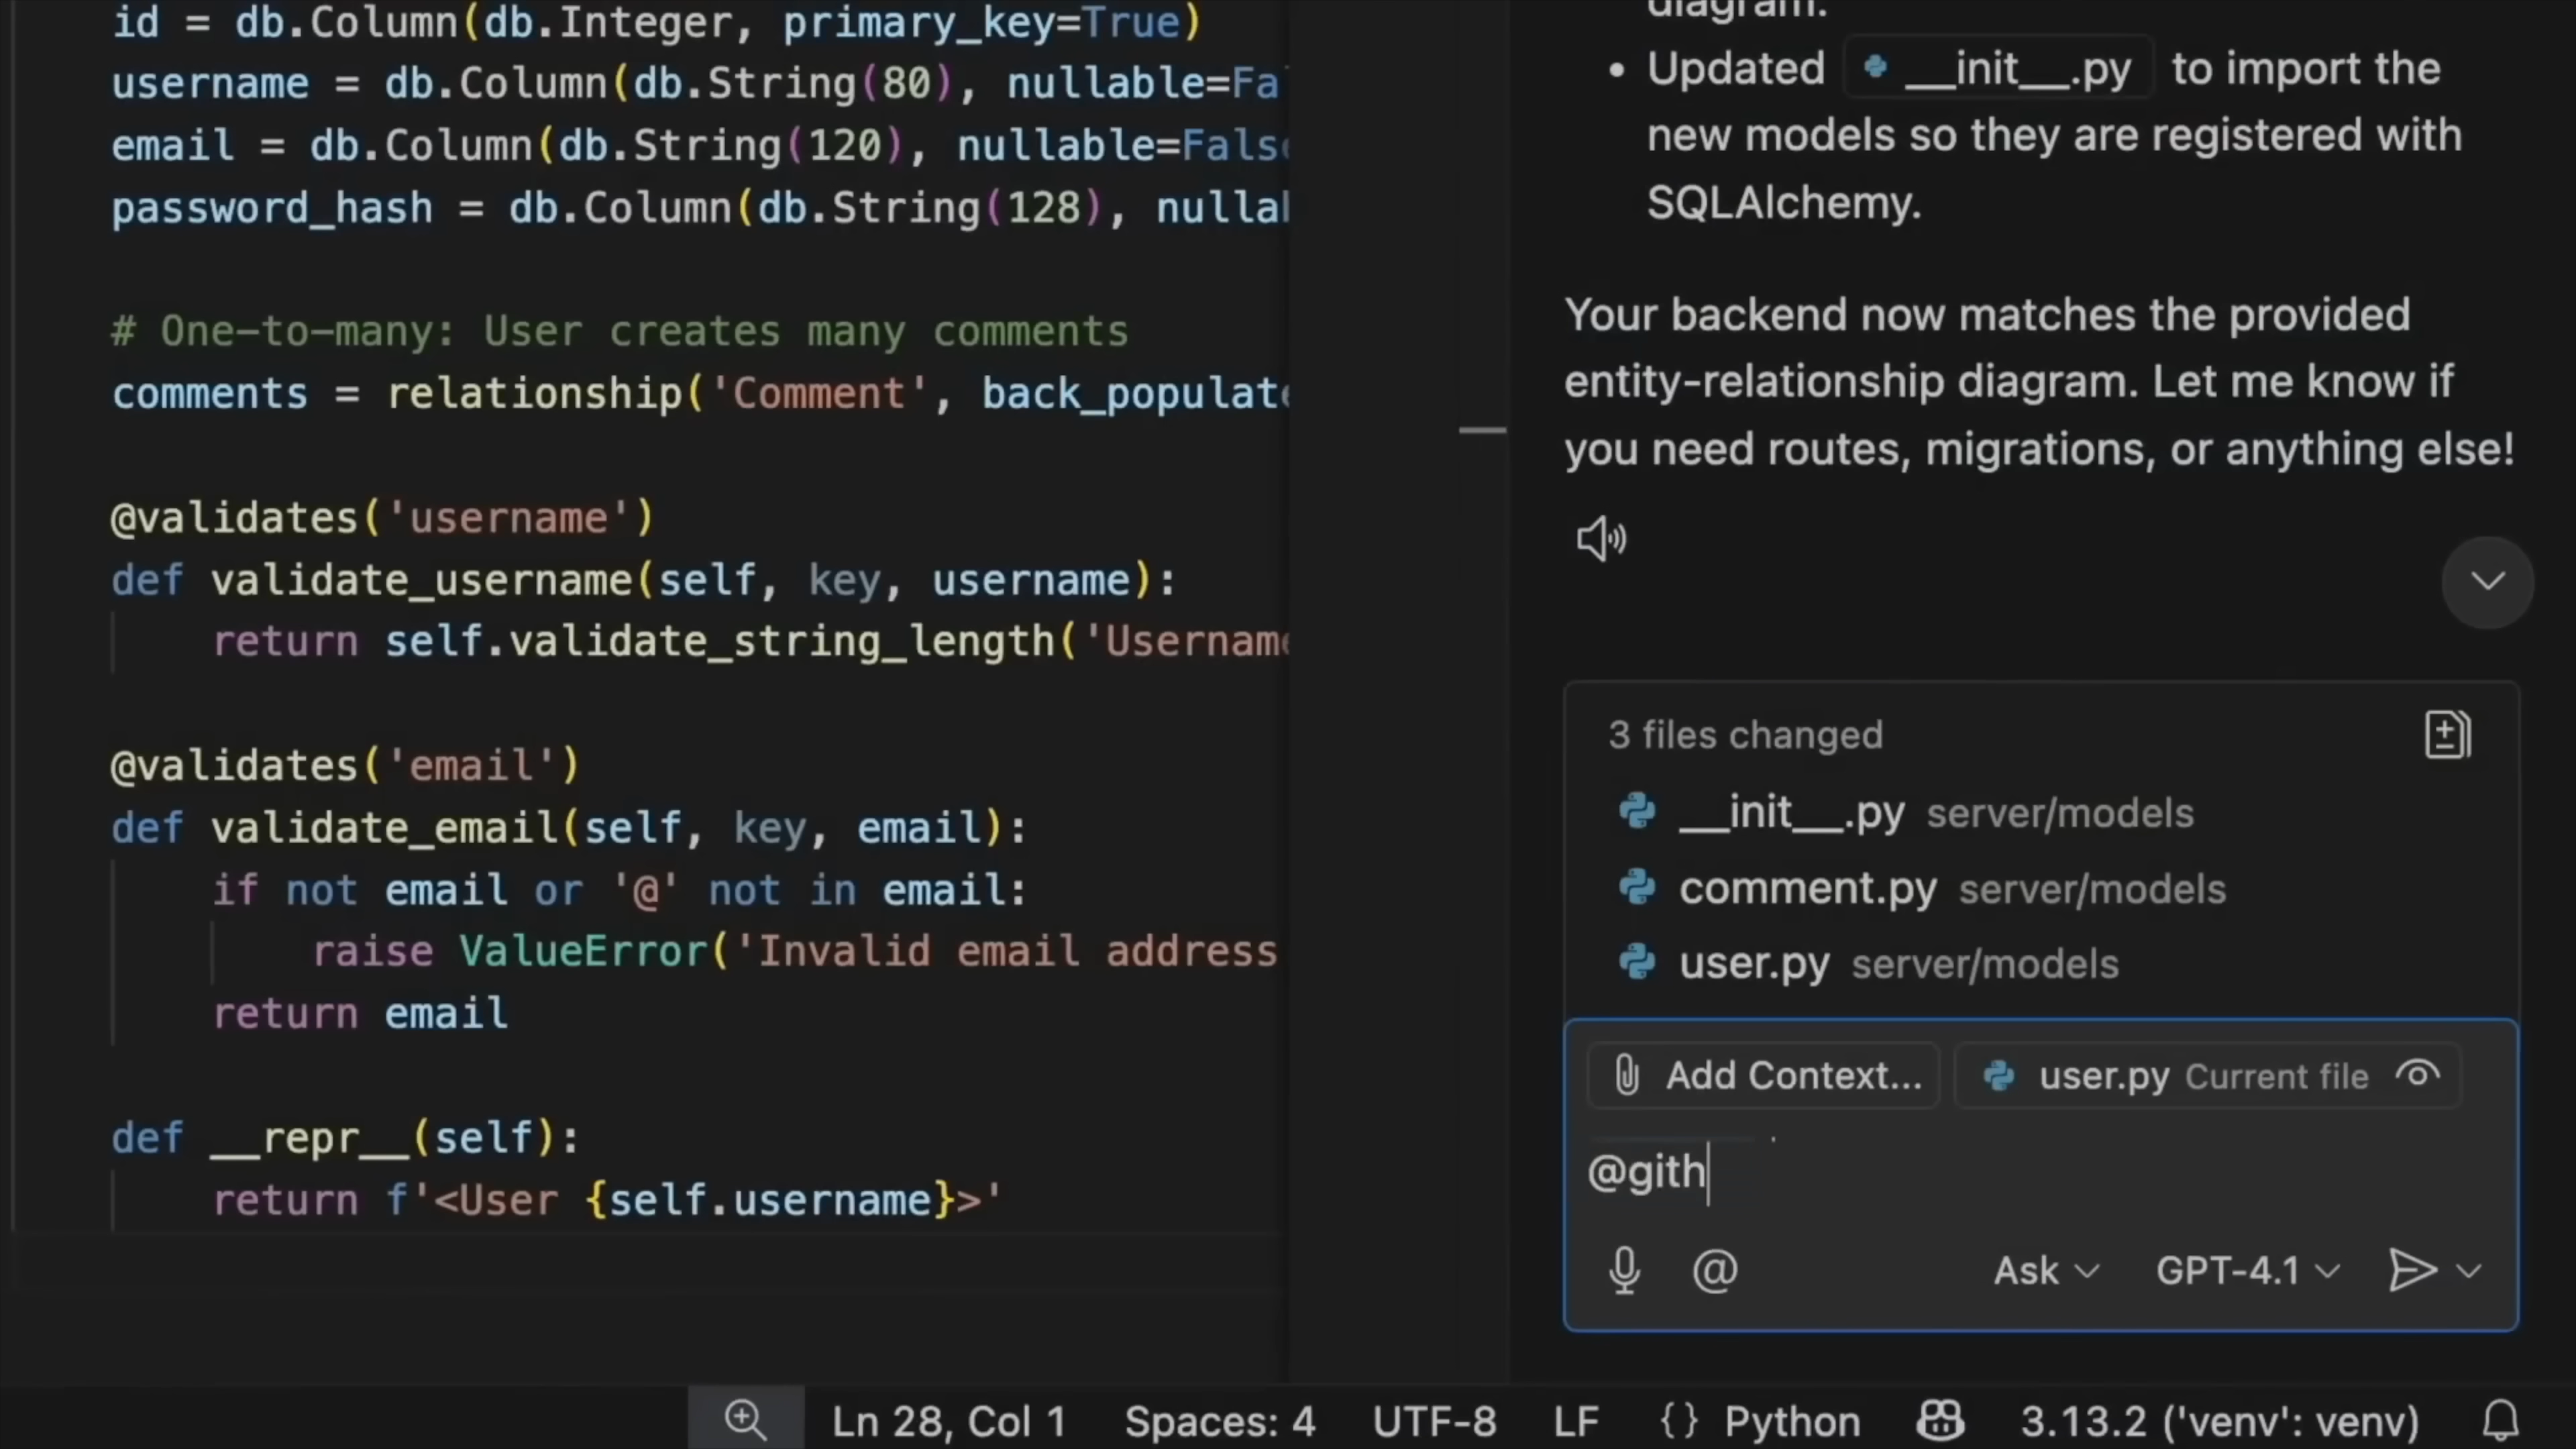 id = db.Column(db.Integer, primary_key=True)
username = db.Column(db.String(80), nullable=Fal
email = db.Column(db.String(120), nullable=False
password_hash = db.Column(db.String(128), nullal
# One-to-many: User creates many comments
comments = relationship('Comment', back_populate
@validates('username')
def validate_username(self, key, username):
return self.validate_string_length('Username
@validates('email')
def validate_email(self, key, email):
if not email or '@' not in email:
raise ValueError('Invalid email address
return email
def __repr__(self):
return f'<User {self.username}>'
diagram.
• Updated __init__.py to import the
new models so they are registered with
SQLAlchemy.
Your backend now matches the provided
entity-relationship diagram. Let me know if
you need routes, migrations, or anything else!
3 files changed
__init__.py server/models
comment.py server/models
user.py server/models
Add Context... user.py Current file
@gith
@ Ask GPT-4.1
Ln 28, Col 1 Spaces: 4 UTF-8 LF {} Python 3.13.2 ('venv': venv)